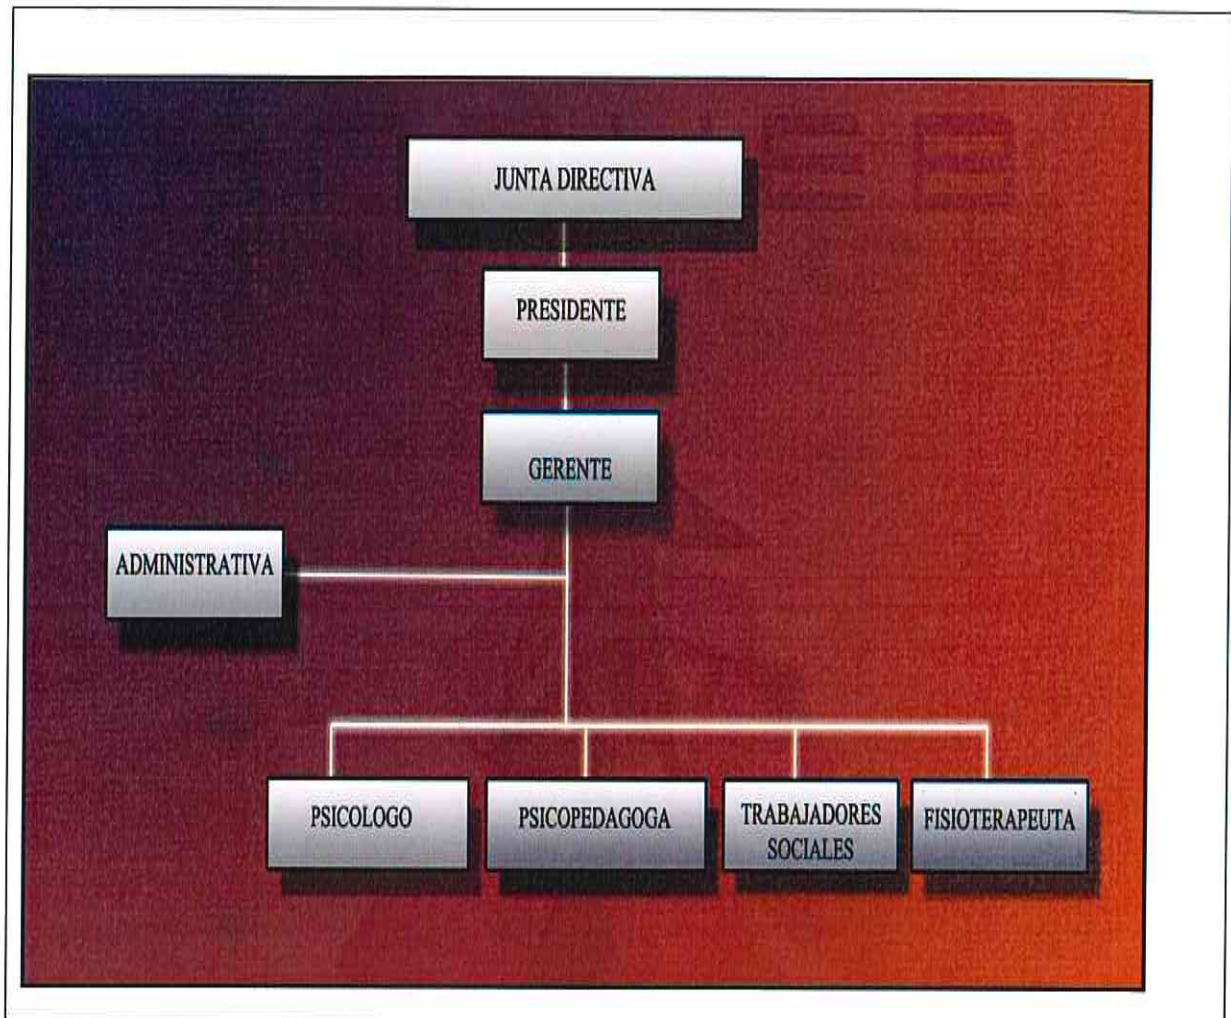 JUNTA DIRECTIVA
PRESIDENTE
GERENTE
ADMINISTRATIVA
PSICOLOGO
PSICOPEDAGOGA
TRABAJADORES
SOCIALES
FISIOTERAPEUTA